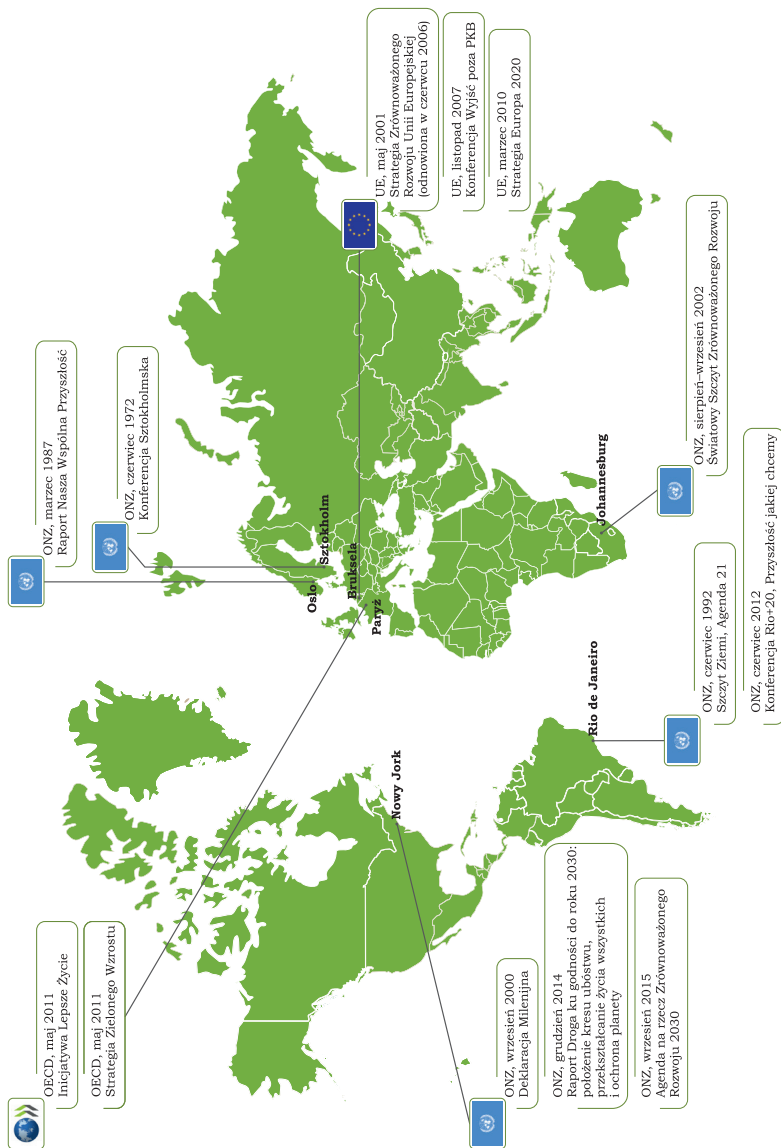 OECD, maj 2011
Inicjatywa Lepsze Życie
OECD, maj 2011
Strategia Zielonego Wzrostu
ONZ, marzec 1987
Raport Nasza Wspólna Przyszłość
ONZ, czerwiec 1972
Konferencja Sztokholmska
Oslo
Sztokholm
Bruksela
Paryż
UE, maj 2001
Strategia Zrównoważonego
Rozwoju Unii Europejskiej
(odnowiona w czerwcu 2006)
UE, listopad 2007
Konferencja Wyjść poza PKB
UE, marzec 2010
Strategia Europa 2020
Nowy Jork
ONZ, wrzesień 2000
Deklaracja Milenijna
ONZ, grudzień 2014
Raport Droga ku godności do roku 2030:
położenie kresu ubóstwu,
przekształcanie życia wszystkich
i ochrona planety
ONZ, wrzesień 2015
Agenda na rzecz Zrównoważonego
Rozwoju 2030
Rio de Janeiro
ONZ, czerwiec 1992
Szczyt Ziemi, Agenda 21
ONZ, czerwiec 2012
Konferencja Rio+20, Przyszłość jakiej chcemy
Johannesburg
ONZ, sierpień–wrzesień 2002
Światowy Szczyt Zrównoważonego Rozwoju